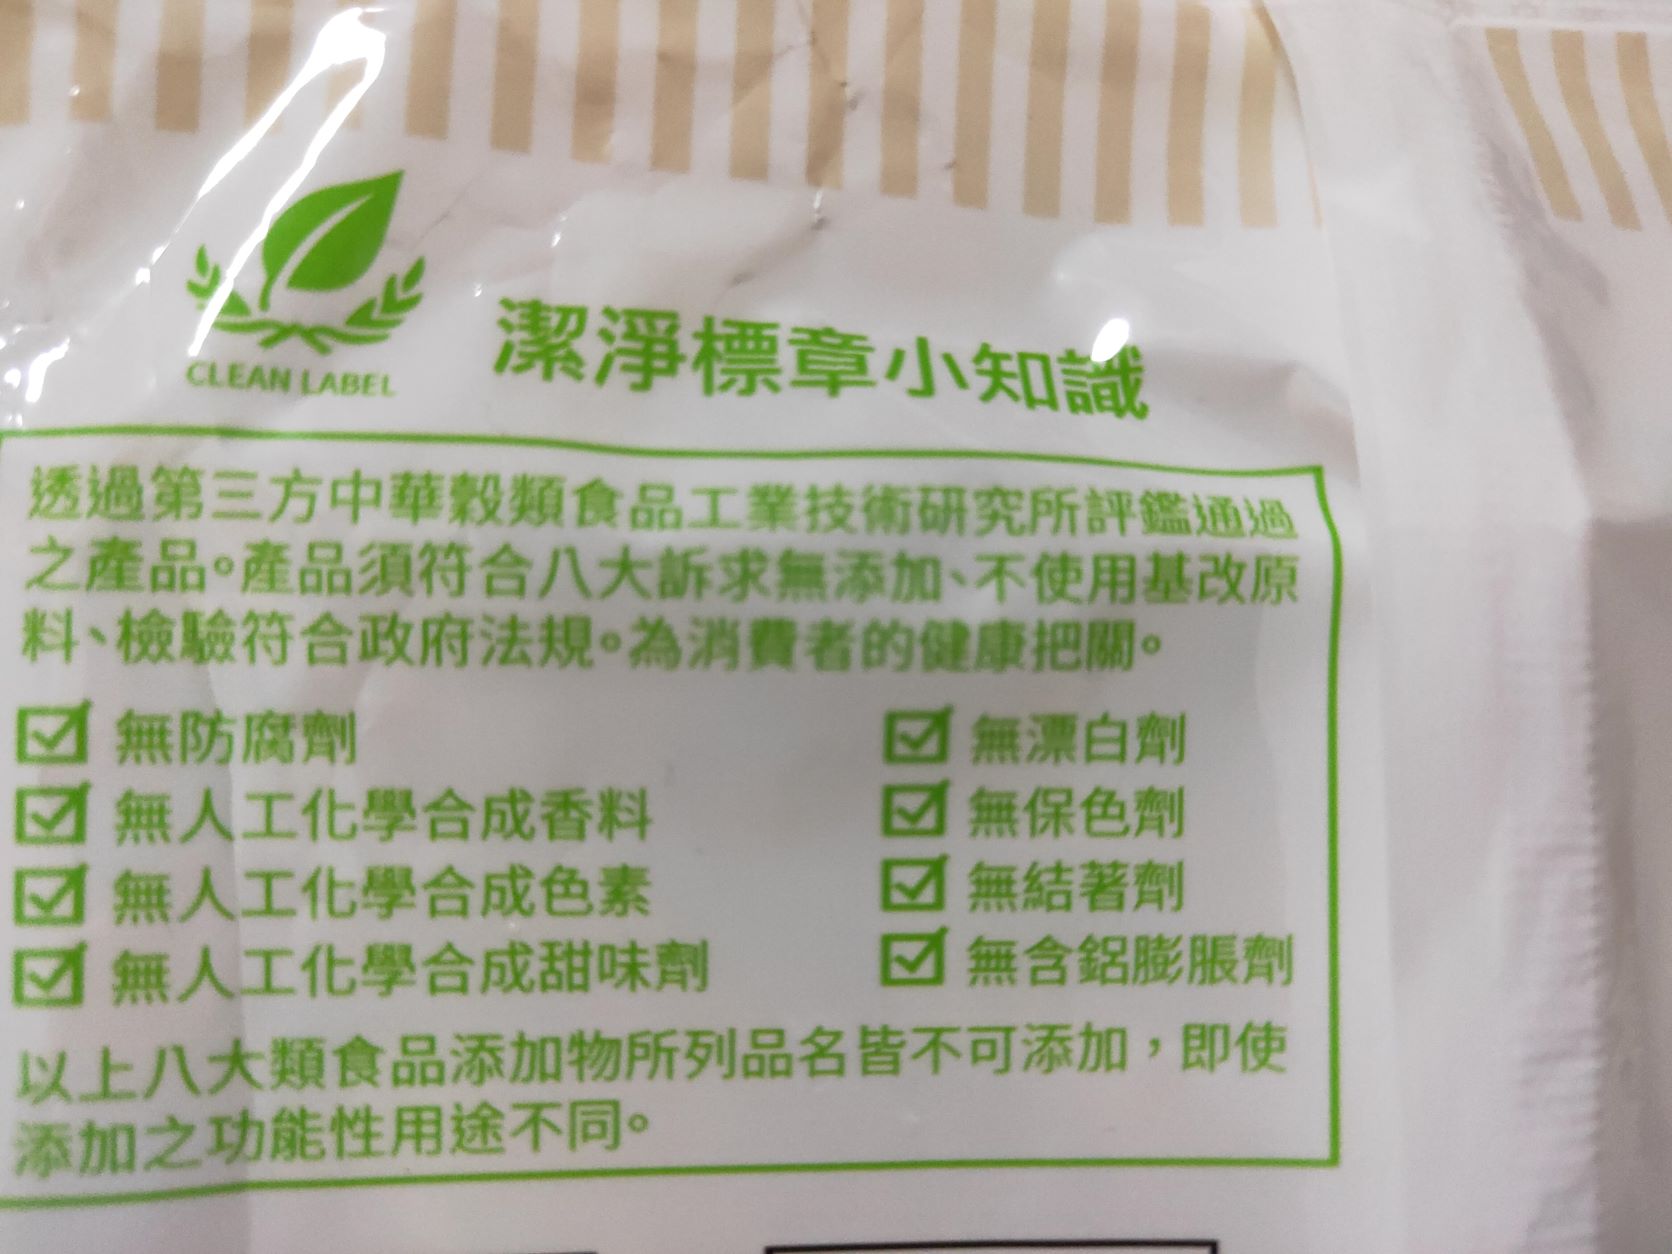 CLEAN LABEL
潔淨標章小知識
透過第三方中華穀類食品工業技術研究所評鑑通過
之產品。產品須符合八大訴求無添加、不使用基改原
料、檢驗符合政府法規。為消費者的健康把關。
無防腐劑
無人工化學合成香料
無人工化學合成色素
無人工化學合成甜味劑
無漂白劑
無保色劑
無結著劑
無含鋁膨脹劑
以上八大類食品添加物所列品名皆不可添加，即使
添加之功能性用途不同。